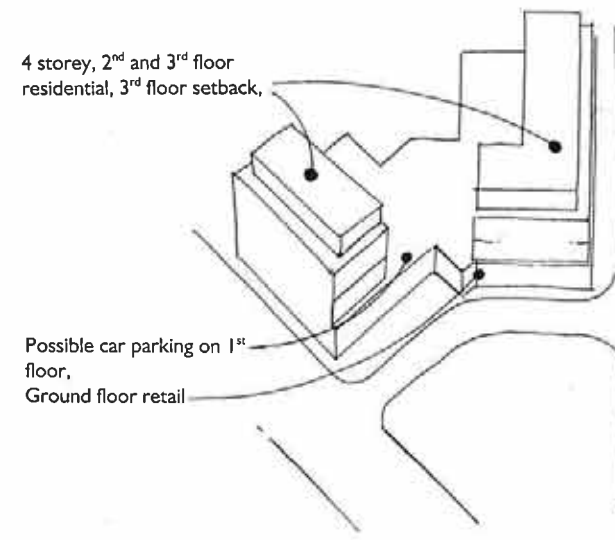 4 storey, 2nd and 3rd floor
residential, 3rd floor setback,
Possible car parking on 1st
floor,
Ground floor retail